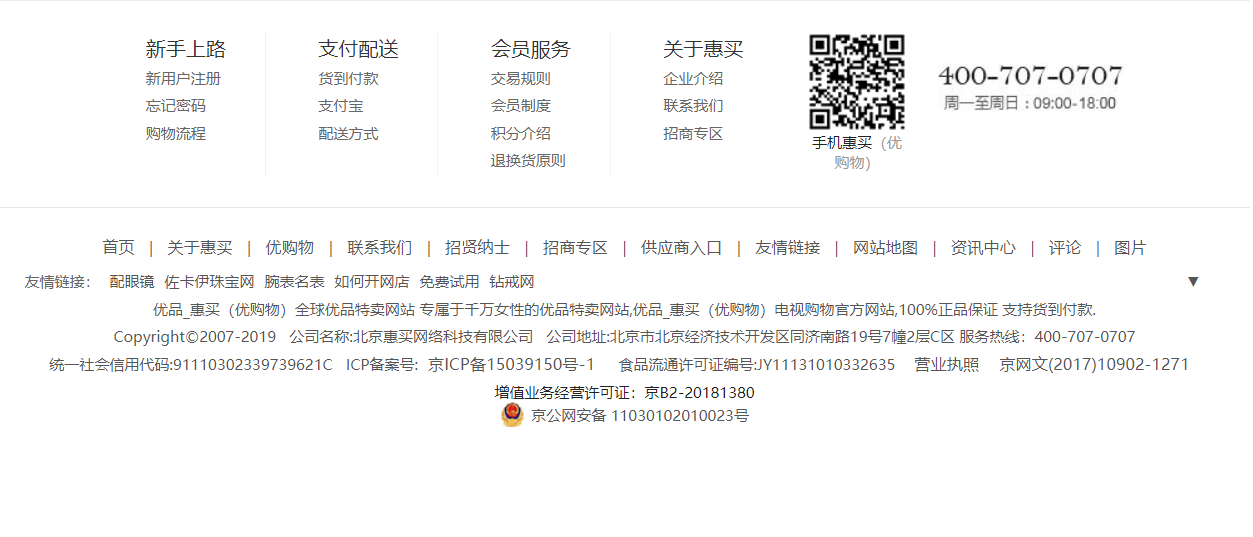 新手上路 支付配送 会员服务 关于惠买
新用户注册 货到付款 交易规则 企业介绍
忘记密码 支付宝 会员制度 联系我们
购物流程 配送方式 积分介绍 招商专区
退换货原则
手机惠买（优
购物）
400-707-0707
周一至周日：09:00-18:00
首页 | 关于惠买 | 优购物 | 联系我们 | 招贤纳士 | 招商专区 | 供应商入口 | 友情链接 | 网站地图 | 资讯中心 | 评论 | 图片
友情链接： 配眼镜 佐卡伊珠宝网 腕表名表 如何开网店 免费试用 钻戒网 ▼
优品_惠买（优购物）全球优品特卖网站 专属于千万女性的优品特卖网站,优品_惠买（优购物）电视购物官方网站,100%正品保证 支持货到付款.
Copyright©2007-2019 公司名称:北京惠买网络科技有限公司 公司地址:北京市北京经济技术开发区同济南路19号7幢2层C区 服务热线：400-707-0707
统一社会信用代码:91110302339739621C ICP备案号: 京ICP备15039150号-1 食品流通许可证编号:JY11131010332635 营业执照 京网文(2017)10902-1271
增值业务经营许可证：京B2-20181380
京公网安备 11030102010023号